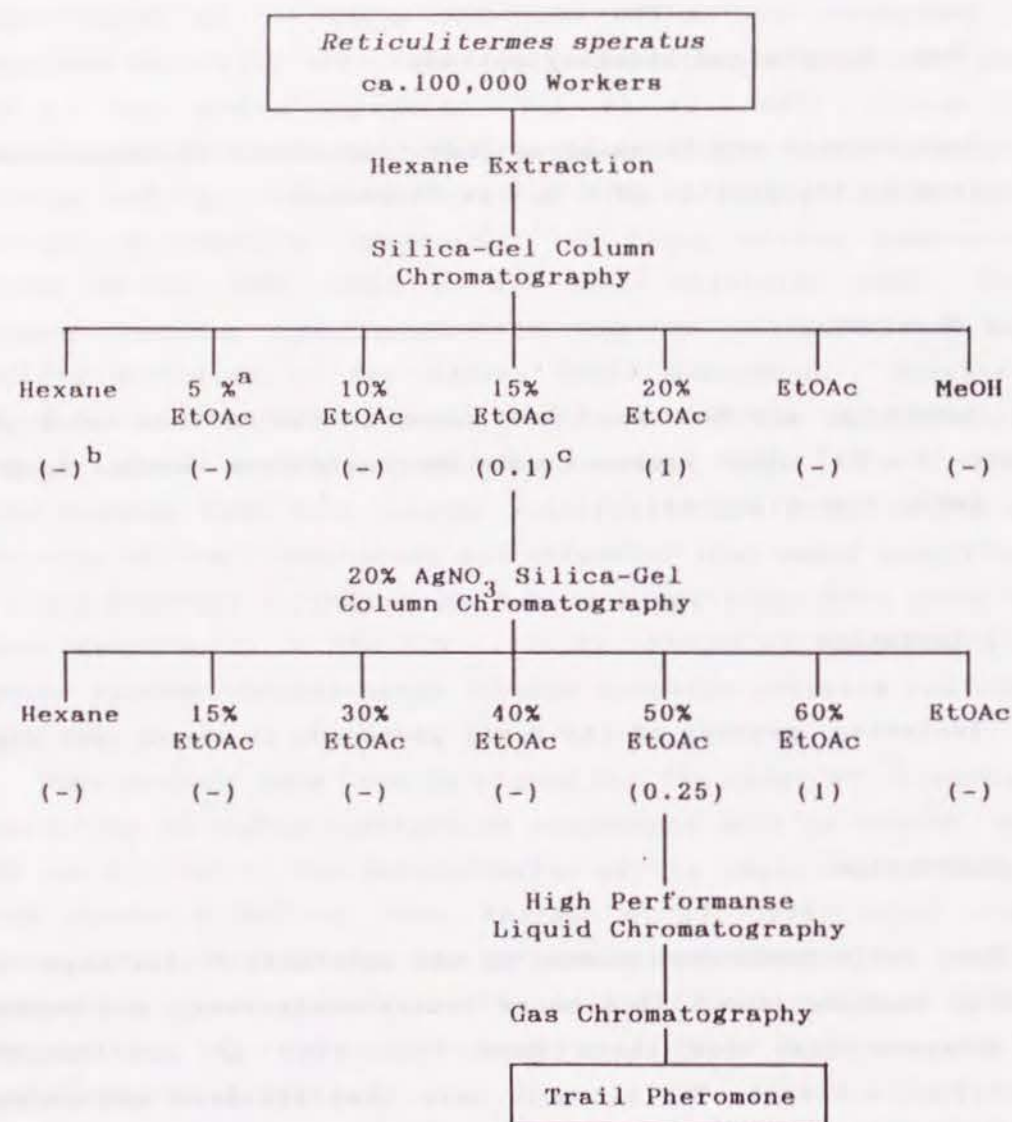 Reticulitermes speratus
ca.100,000 Workers
Hexane Extraction
Silica-Gel Column
Chromatography
Hexane 5 %a 10% 15% 20% EtOAc MeOH
EtOAc EtOAc EtOAc EtOAc
(-)b (-) (-) (0.1)c (1) (-) (-)
20% AgNO3 Silica-Gel
Column Chromatography
Hexane 15% 30% 40% 50% 60% EtOAc
EtOAc EtOAc EtOAc EtOAc EtOAc
(-) (-) (-) (-) (0.25) (1) (-)
High Performanse
Liquid Chromatography
Gas Chromatography
Trail Pheromone